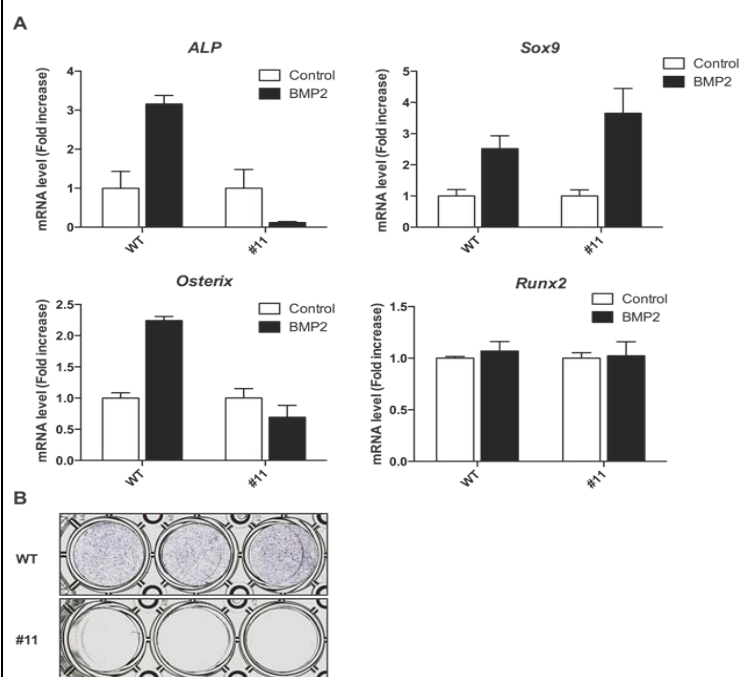 A
ALP
mRNA level (Fold increase)
4
3
2
1
0
WT
#11
Control
BMP2
Sox9
mRNA level (Fold increase)
5
4
3
2
1
0
WT
#11
Control
BMP2
Osterix
mRNA level (Fold increase)
2.5
2.0
1.5
1.0
0.5
0.0
WT
#11
Control
BMP2
Runx2
mRNA level (Fold increase)
1.5
1.0
0.5
0.0
WT
#11
Control
BMP2
B
WT
#11